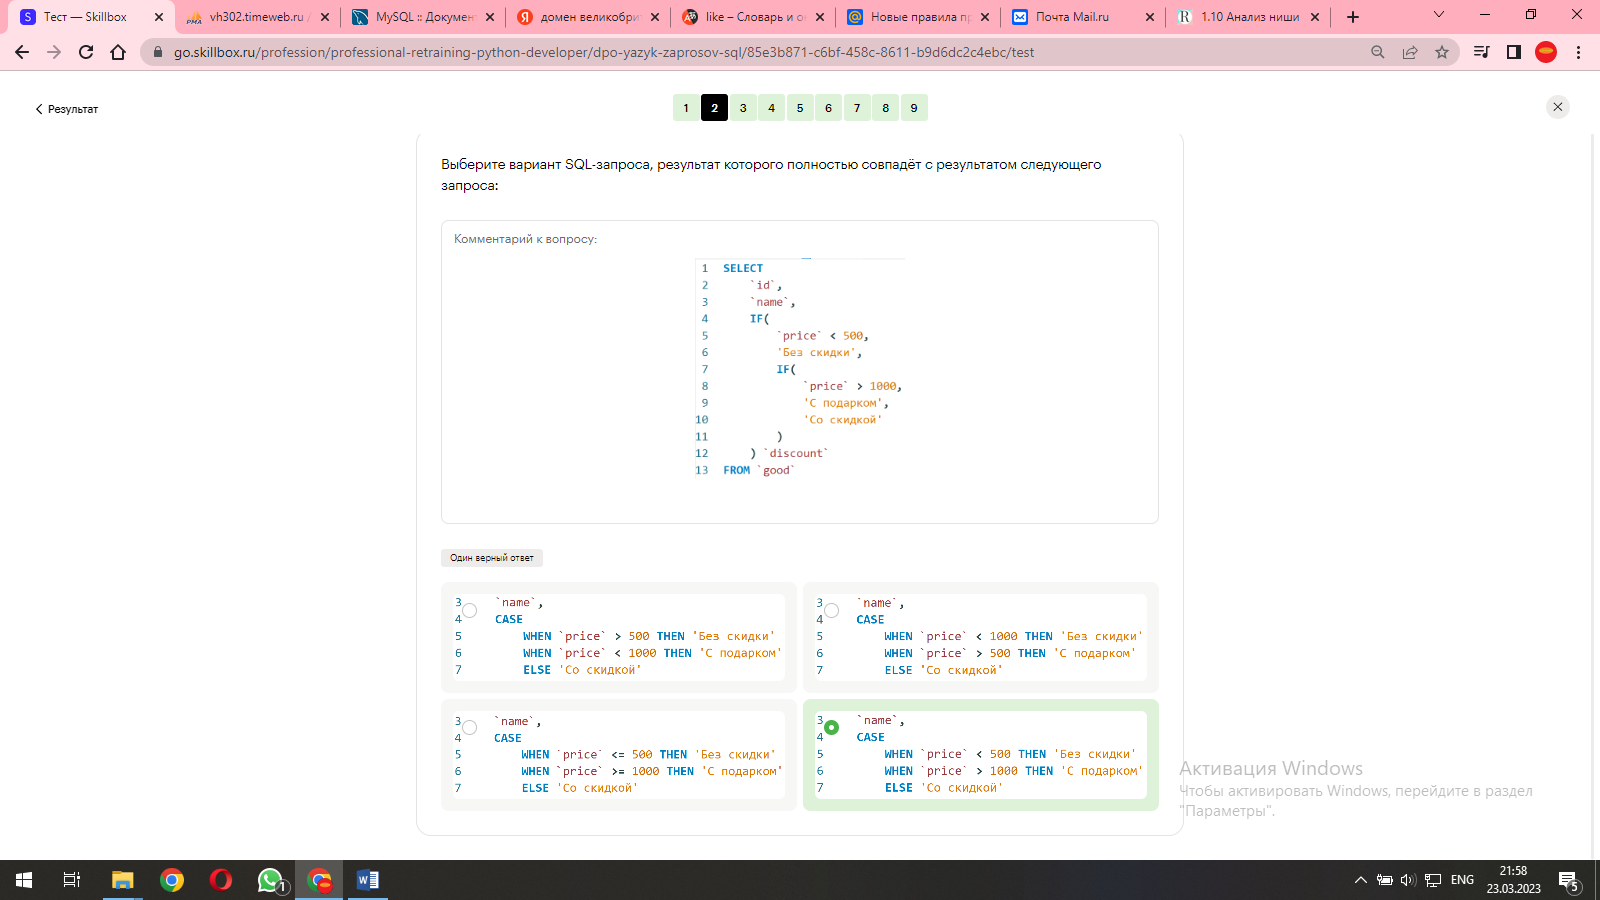 Тест — Skillbox
vh302.timeweb.ru /
MySQL :: Докумен
домен великобри
like – Словарь и о
Новые правила п
Почта Mail.ru
1.10 Анализ ниши
go.skillbox.ru/profession/professional-retraining-python-developer/dpo-yazyk-zaprosov-sql/85e3b871-c6bf-458c-8611-b9d6dc2c4ebc/test
Результат
1 2 3 4 5 6 7 8 9
Выберите вариант SQL-запроса, результат которого полностью совпадёт с результатом следующего
запроса:
Комментарий к вопросу:
1 SELECT
2 `id`,
3 `name`,
4 IF(
5 `price` < 500,
6 'Без скидки',
7 IF(
8 `price` > 1000,
9 'С подарком',
10 'Со скидкой'
11 )
12 ) `discount`
13 FROM `good`
Один верный ответ
3 `name`,
4 CASE
5 WHEN `price` > 500 THEN 'Без скидки'
6 WHEN `price` < 1000 THEN 'С подарком'
7 ELSE 'Со скидкой'
3 `name`,
4 CASE
5 WHEN `price` < 1000 THEN 'Без скидки'
6 WHEN `price` > 500 THEN 'С подарком'
7 ELSE 'Со скидкой'
3 `name`,
4 CASE
5 WHEN `price` <= 500 THEN 'Без скидки'
6 WHEN `price` >= 1000 THEN 'С подарком'
7 ELSE 'Со скидкой'
3 `name`,
4 CASE
5 WHEN `price` < 500 THEN 'Без скидки'
6 WHEN `price` > 1000 THEN 'С подарком'
7 ELSE 'Со скидкой'
Активация Windows
Чтобы активировать Windows, перейдите в раздел
"Параметры".
1
ENG
21:58
23.03.2023
5